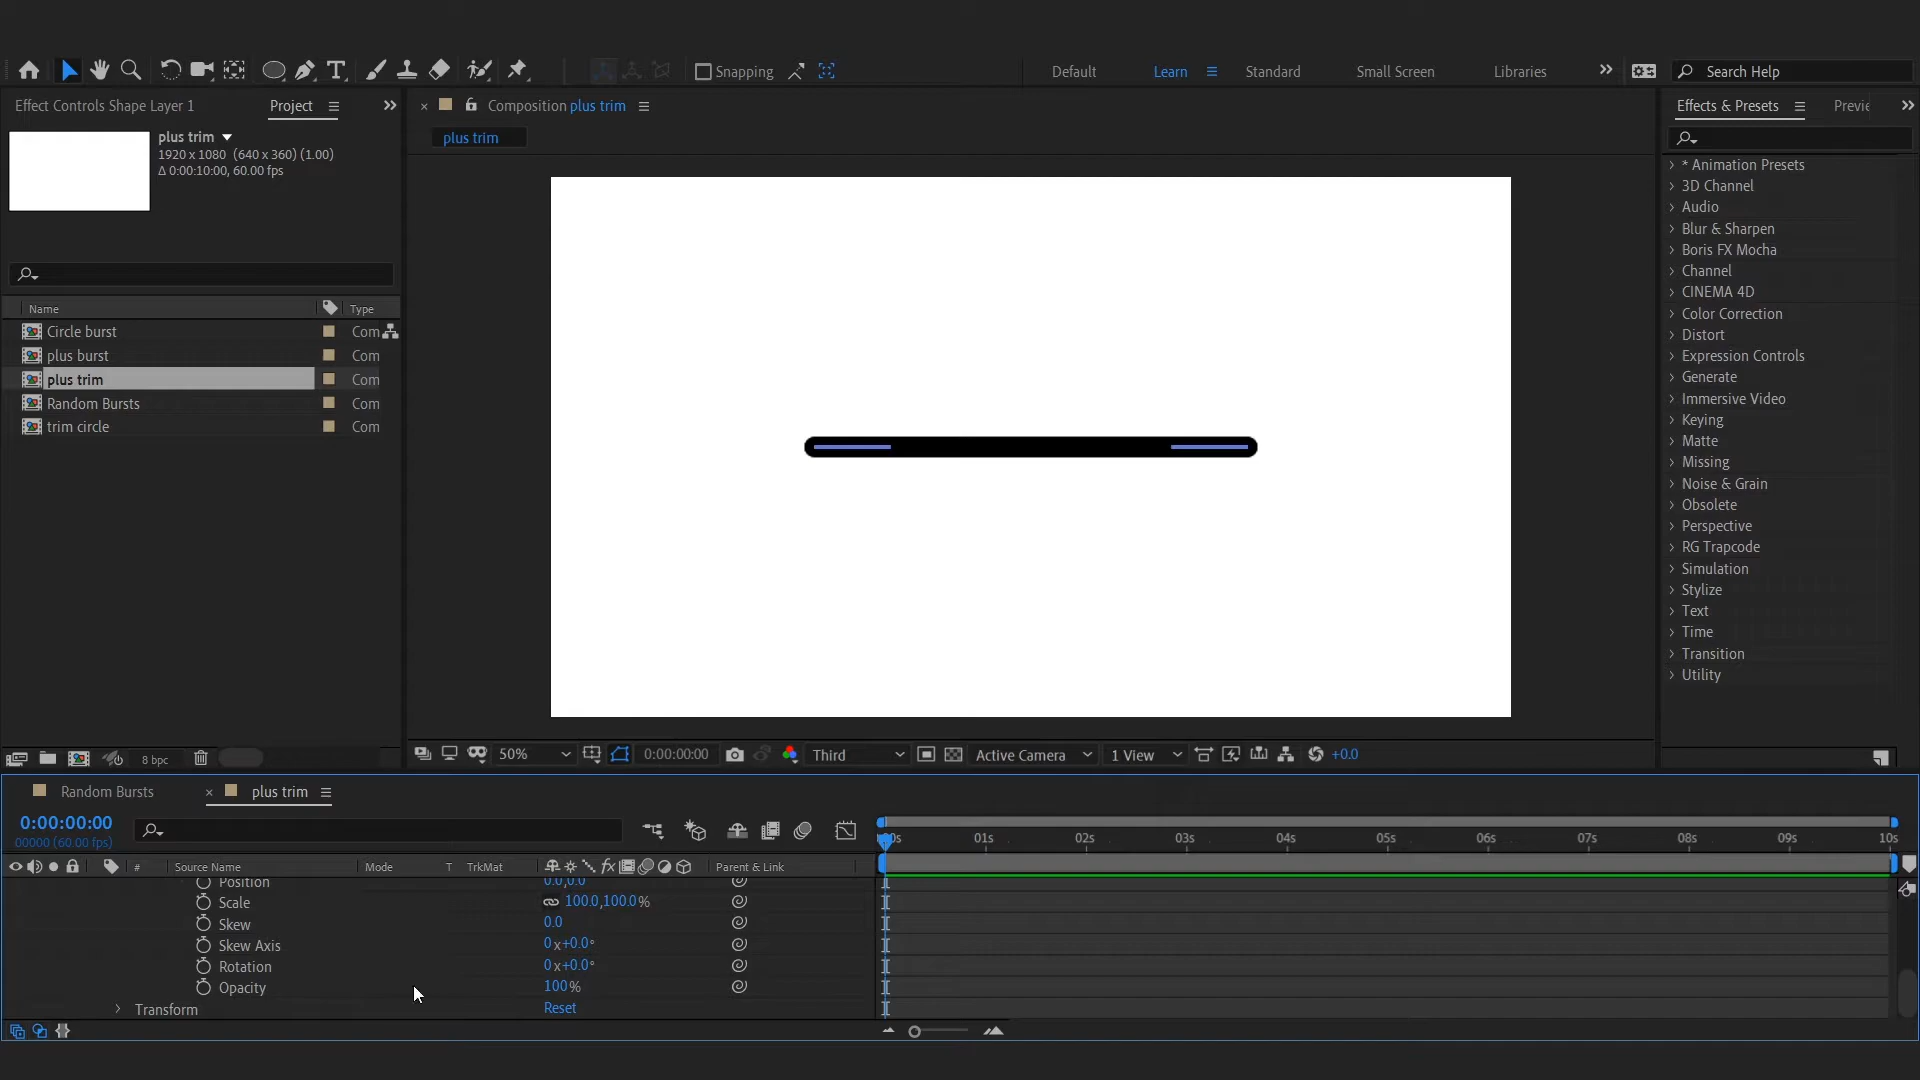 Snapping
Default
Learn
Standard
Small Screen
Libraries
Search Help
Effect Controls Shape Layer 1
Project
Composition plus trim
Effects & Presets
Previe
plus trim
1920 x 1080 (640 x 360) (1.00)
Δ 0:00:10:00, 60.00 fps
plus trim
Name
Type
Circle burst
Com
plus burst
Com
plus trim
Com
Random Bursts
Com
trim circle
Com
* Animation Presets
3D Channel
Audio
Blur & Sharpen
Boris FX Mocha
Channel
CINEMA 4D
Color Correction
Distort
Expression Controls
Generate
Immersive Video
Keying
Matte
Missing
Noise & Grain
Obsolete
Perspective
RG Trapcode
Simulation
Stylize
Text
Time
Transition
Utility
8 bpc
50%
0:00:00:00
Third
Active Camera
1 View
+0.0
Random Bursts
plus trim
0:00:00:00
00000 (60.00 fps)
0s
01s
02s
03s
04s
05s
06s
07s
08s
09s
10s
#
Source Name
Mode
T
TrkMat
fx
Parent & Link
Position
0.0,0.0
Scale
100.0,100.0%
Skew
0.0
Skew Axis
0x+0.0°
Rotation
0x+0.0°
Opacity
100%
Transform
Reset